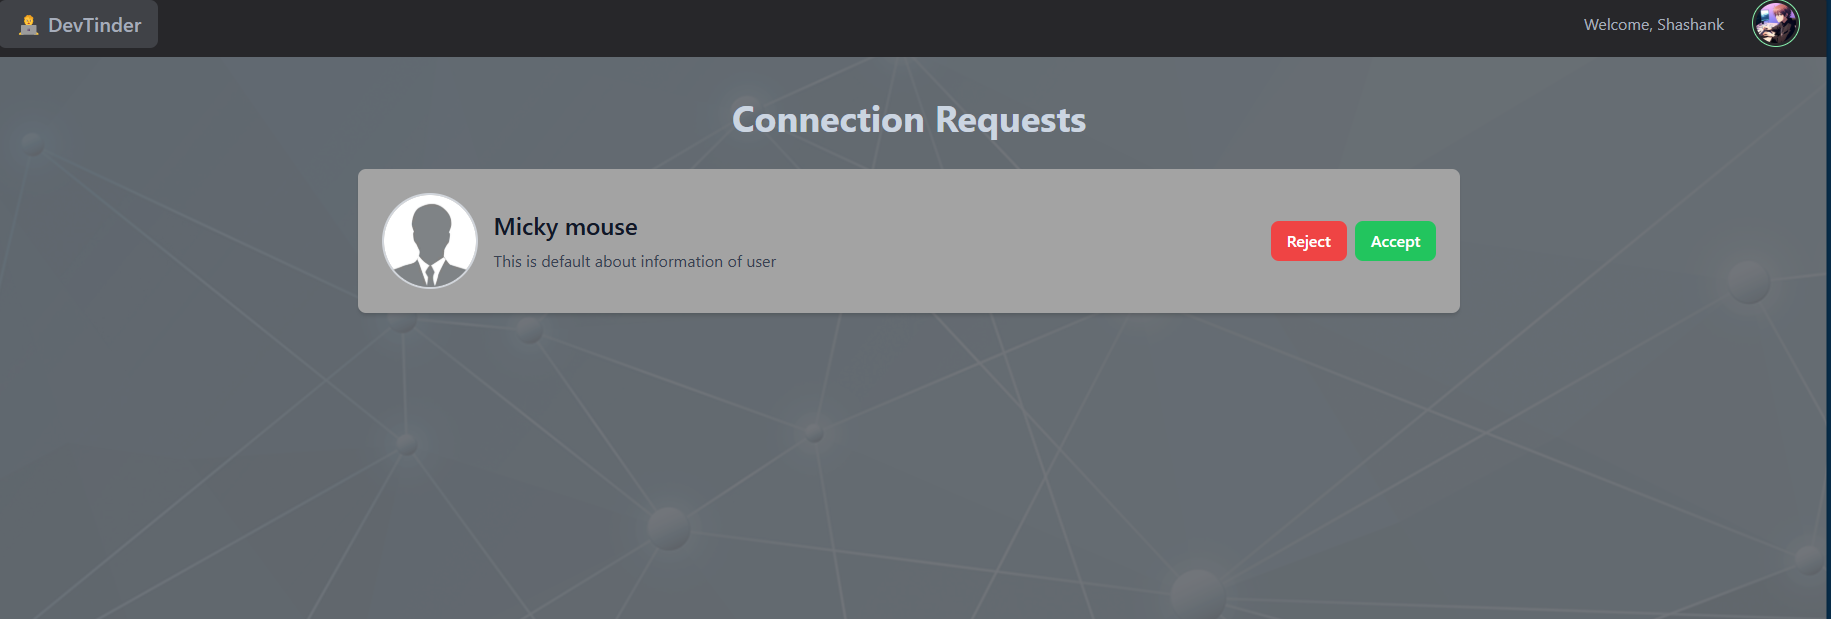 DevTinder
Welcome, Shashank
Connection Requests
Micky mouse
This is default about information of user
Reject
Accept